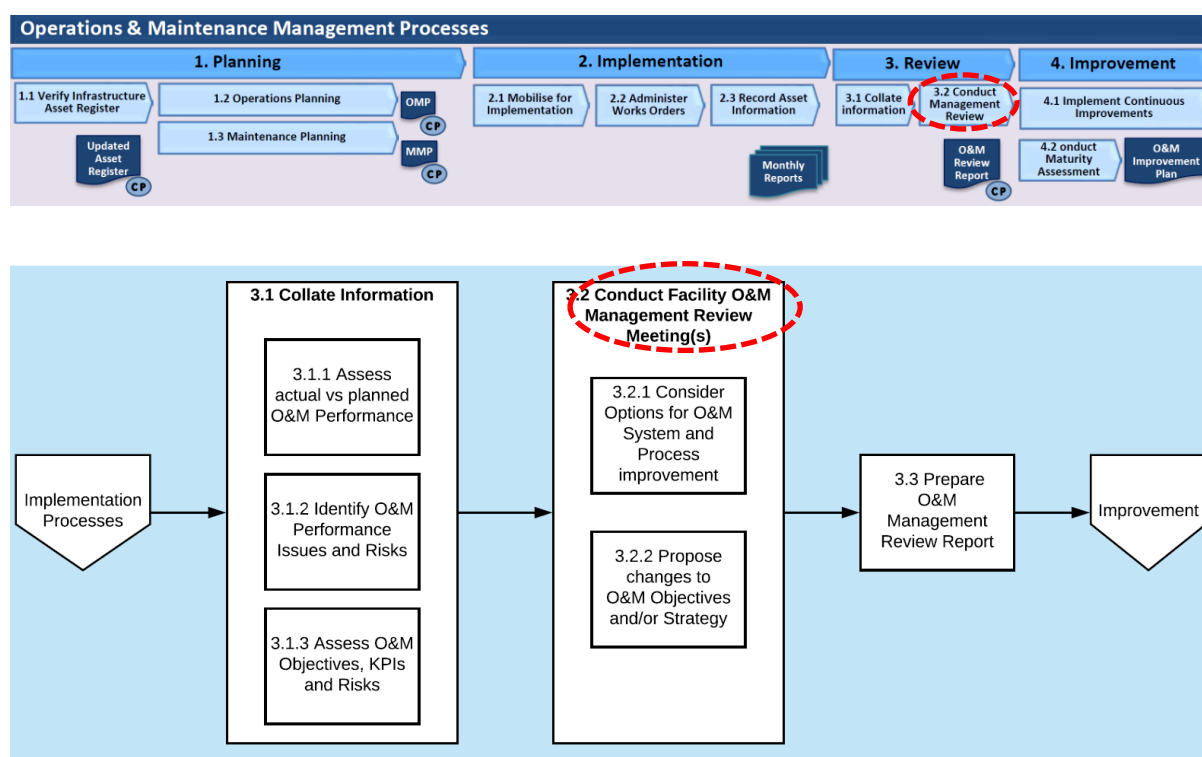 Operations & Maintenance Management Processes
1. Planning
2. Implementation
3. Review
4. Improvement
1.1 Verify Infrastructure
Asset Register
Updated
Asset
Register
CP
1.2 Operations Planning
OMP
CP
1.3 Maintenance Planning
MMP
CP
2.1 Mobilise for
Implementation
2.2 Administer
Works Orders
2.3 Record Asset
Information
Monthly
Reports
3.1 Collate
information
3.2 Conduct
Management
Review
O&M
Review
Report
CP
4.1 Implement Continuous
Improvements
4.2 onduct
Maturity
Assessment
O&M
Improvement
Plan
Implementation
Processes
3.1 Collate Information
3.1.1 Assess
actual vs planned
O&M Performance
3.1.2 Identify O&M
Performance
Issues and Risks
3.1.3 Assess O&M
Objectives, KPIs
and Risks
3.2 Conduct Facility O&M
Management Review
Meeting(s)
3.2.1 Consider
Options for O&M
System and
Process
improvement
3.2.2 Propose
changes to
O&M Objectives
and/or Strategy
3.3 Prepare
O&M
Management
Review Report
Improvement